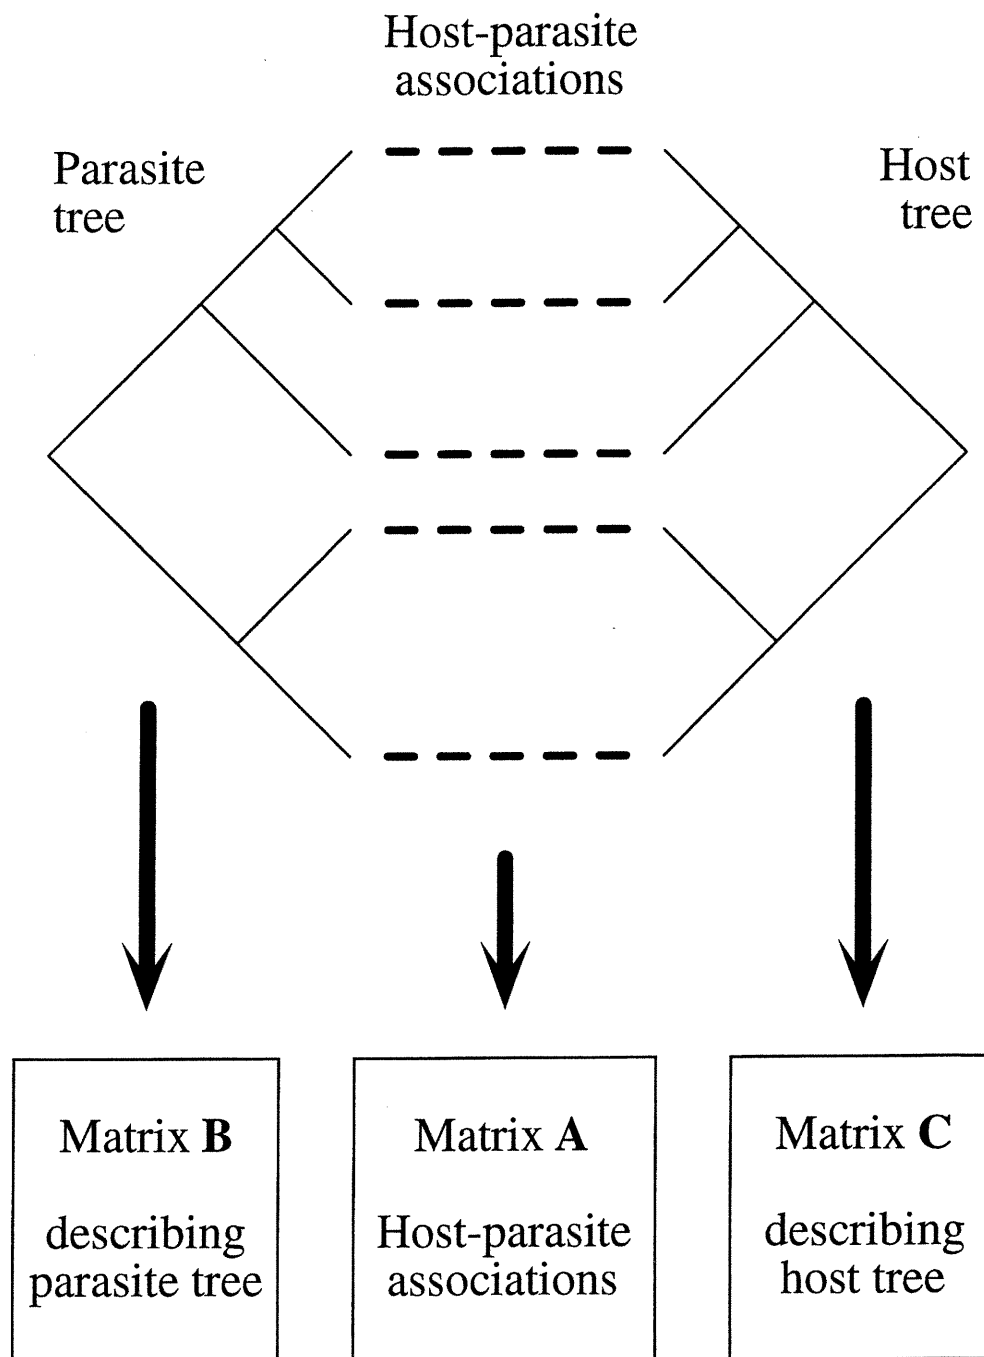 Host-parasite
associations
Parasite
tree
Host
tree
Matrix B
describing
parasite tree
Matrix A
Host-parasite
associations
Matrix C
describing
host tree